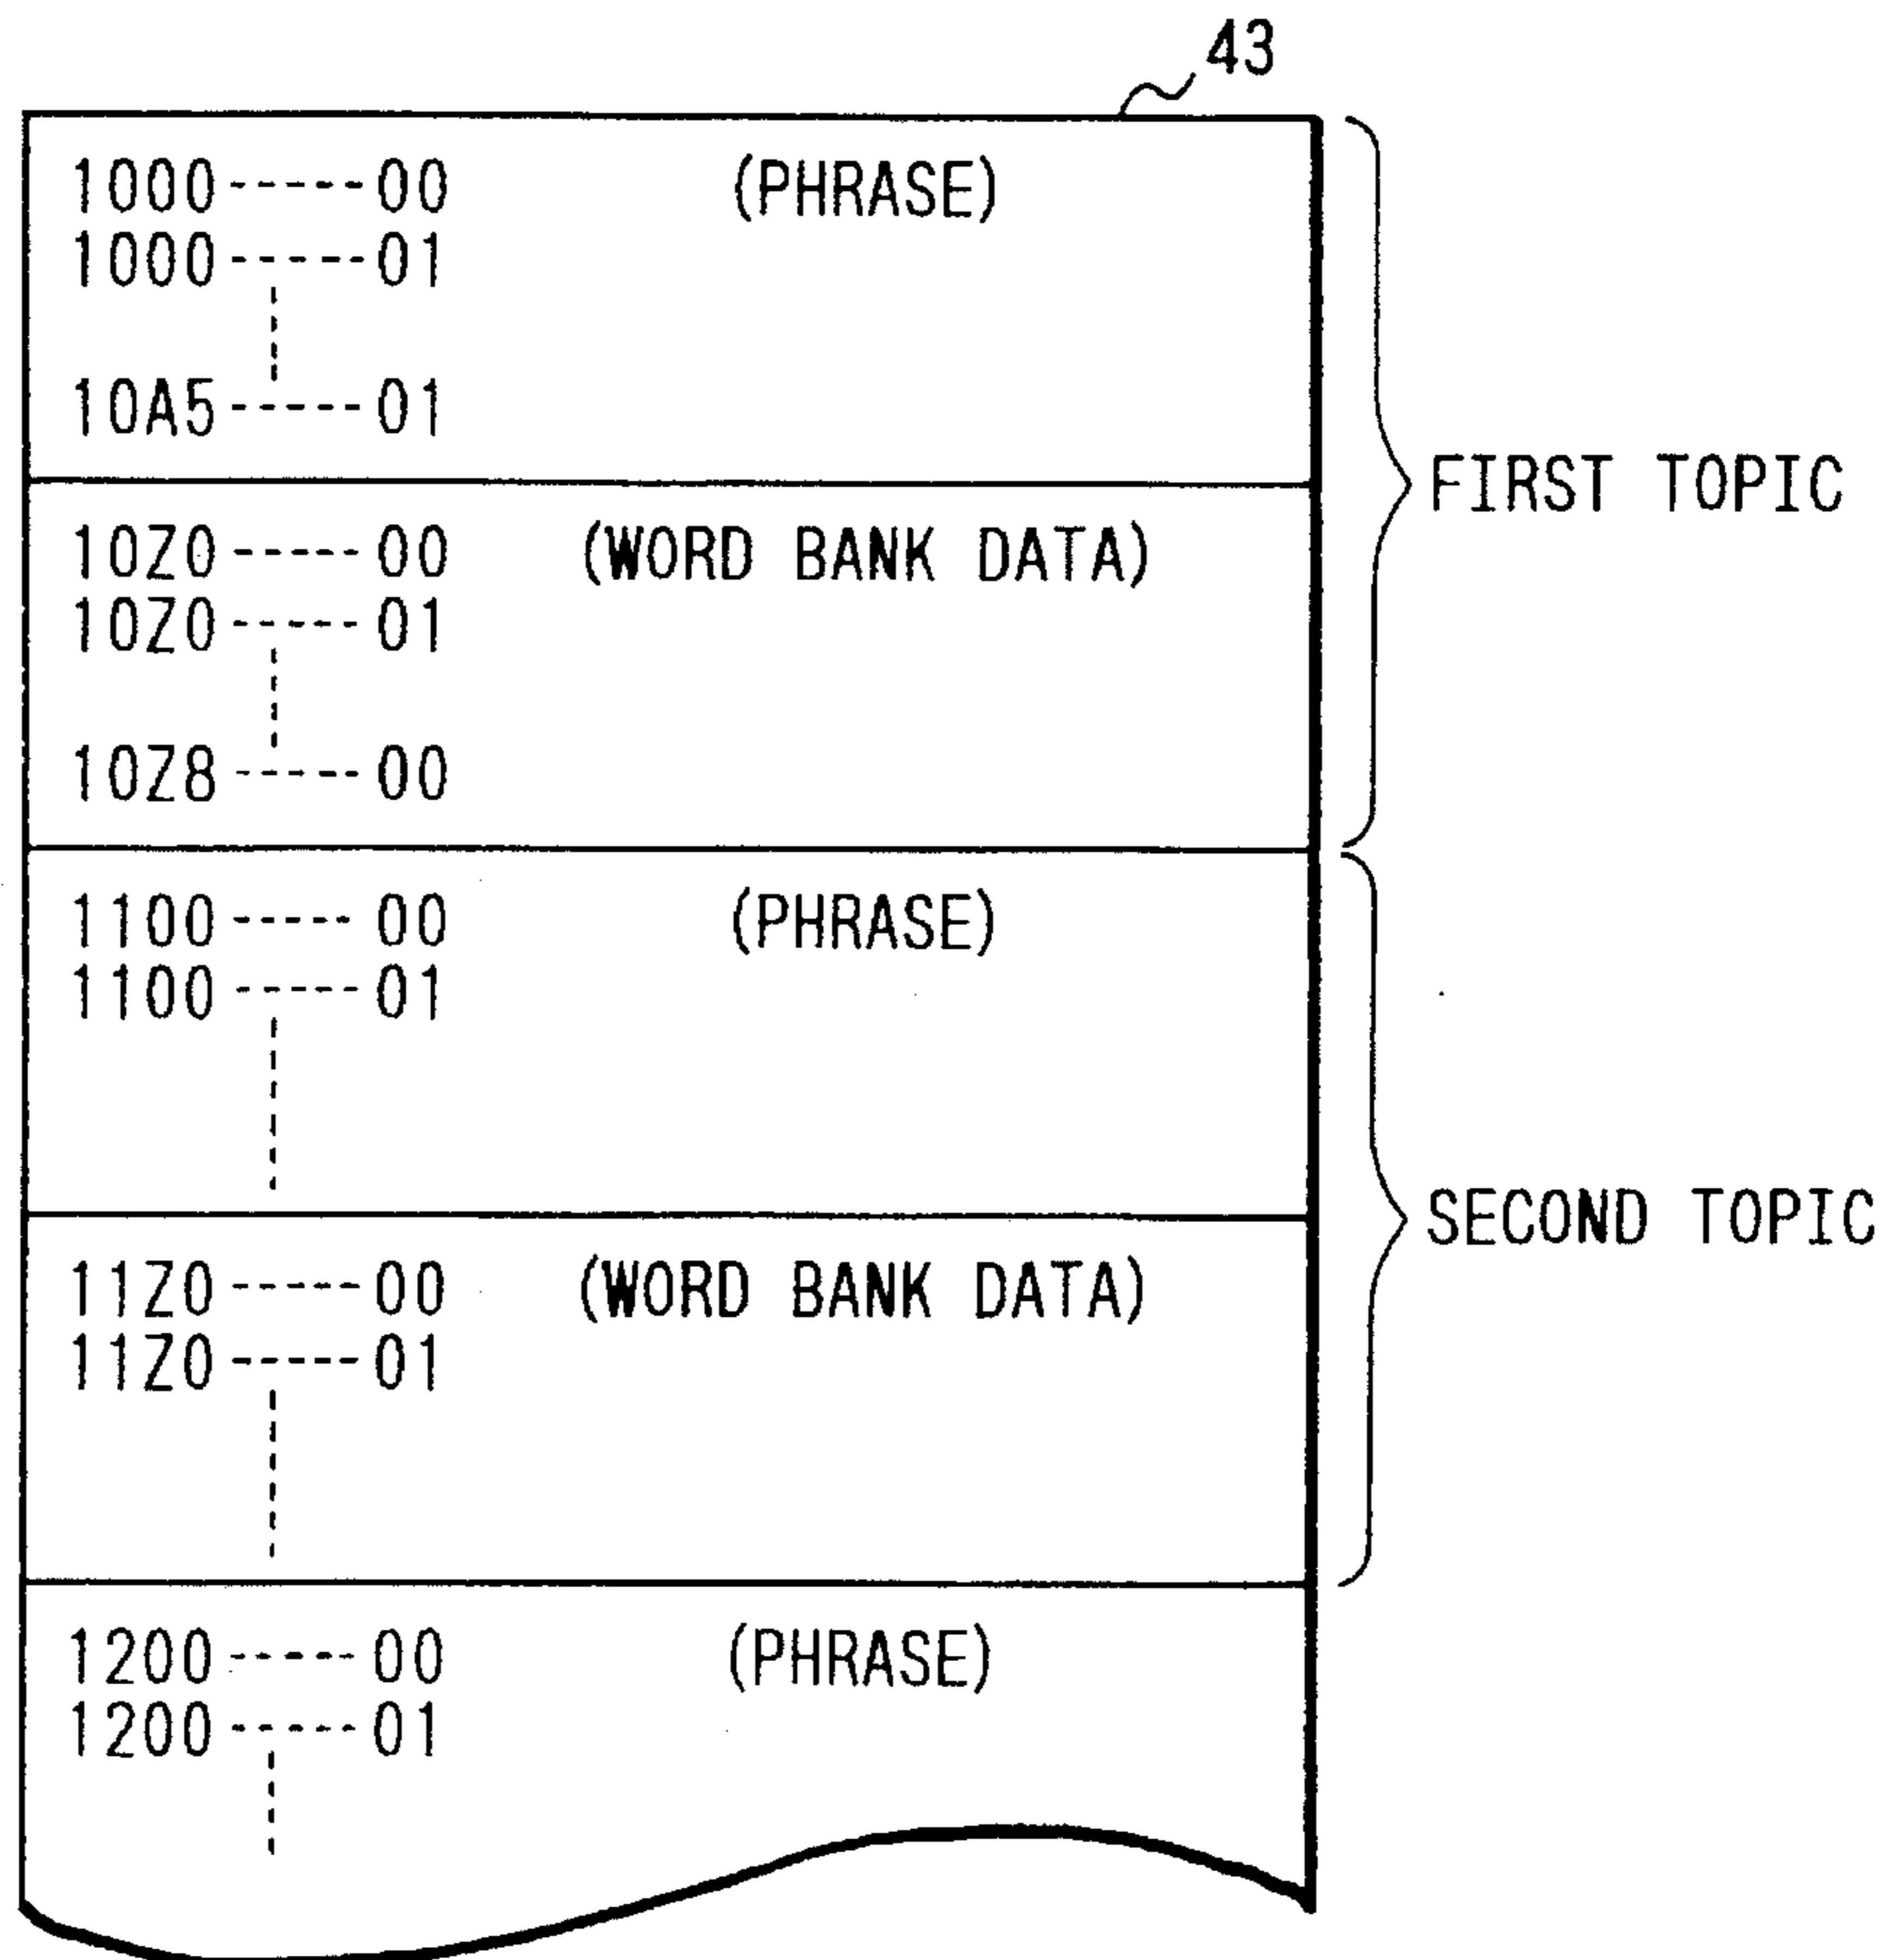 43
1000-----00 (PHRASE)
1000-----01
10A5-----01
FIRST TOPIC
10Z0-----00 (WORD BANK DATA)
10Z0-----01
10Z8-----00
1100-----00 (PHRASE)
1100-----01
SECOND TOPIC
11Z0-----00 (WORD BANK DATA)
11Z0-----01
1200-----00 (PHRASE)
1200-----01